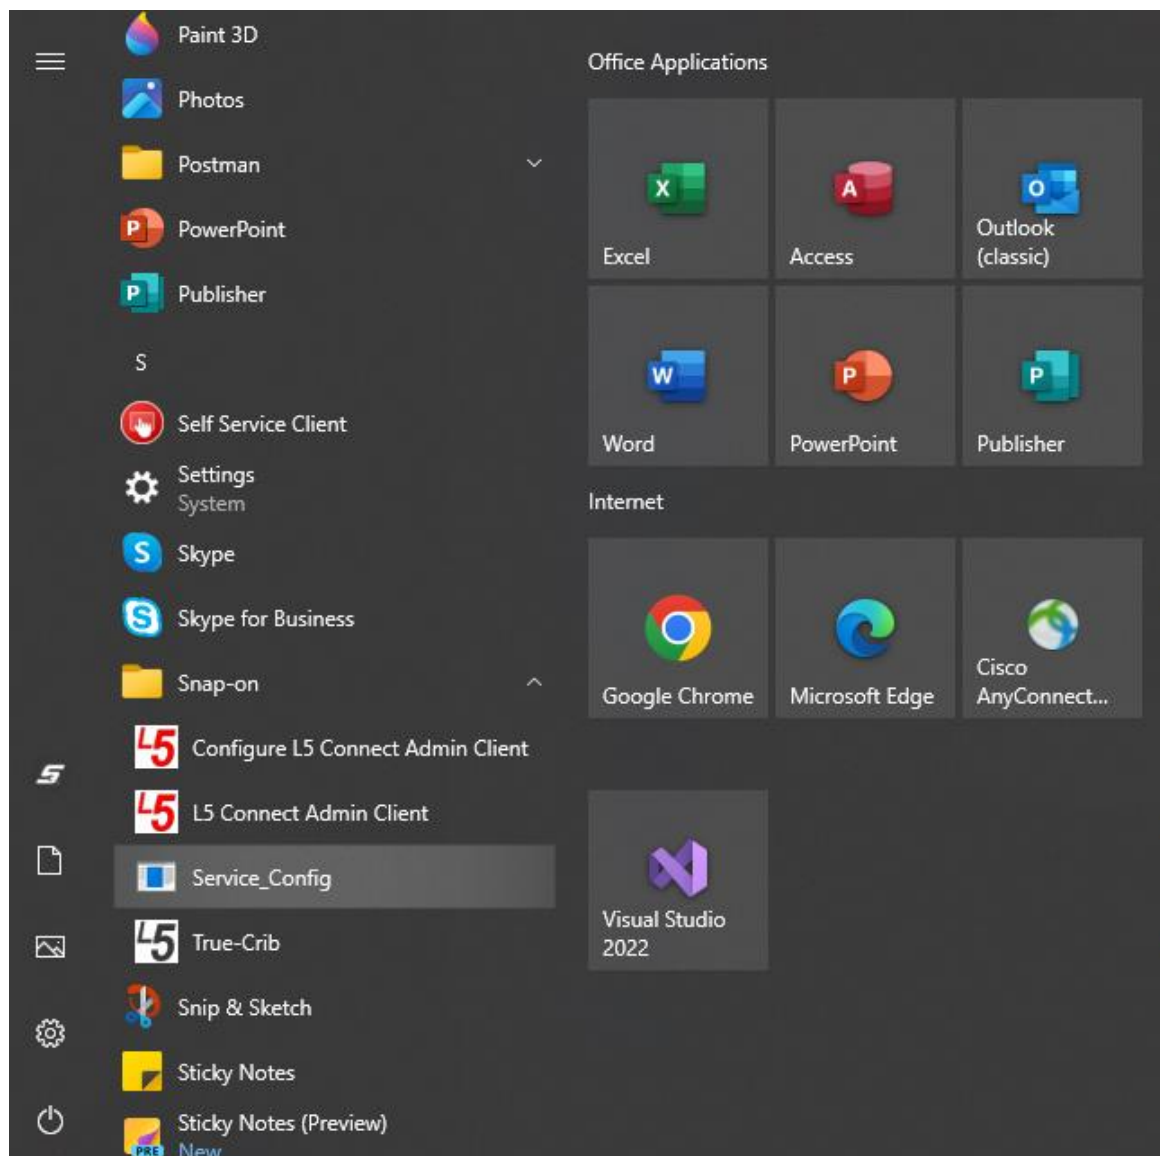 Paint 3D
Photos
Postman
PowerPoint
Publisher
S
Self Service Client
Settings
System
Skype
Skype for Business
Snap-on
Configure L5 Connect Admin Client
L5 Connect Admin Client
Service_Config
True-Crib
Snip & Sketch
Sticky Notes
Sticky Notes (Preview)
New
Office Applications
Excel
Access
Outlook
(classic)
Word
PowerPoint
Publisher
Internet
Google Chrome
Microsoft Edge
Cisco
AnyConnect...
Visual Studio
2022